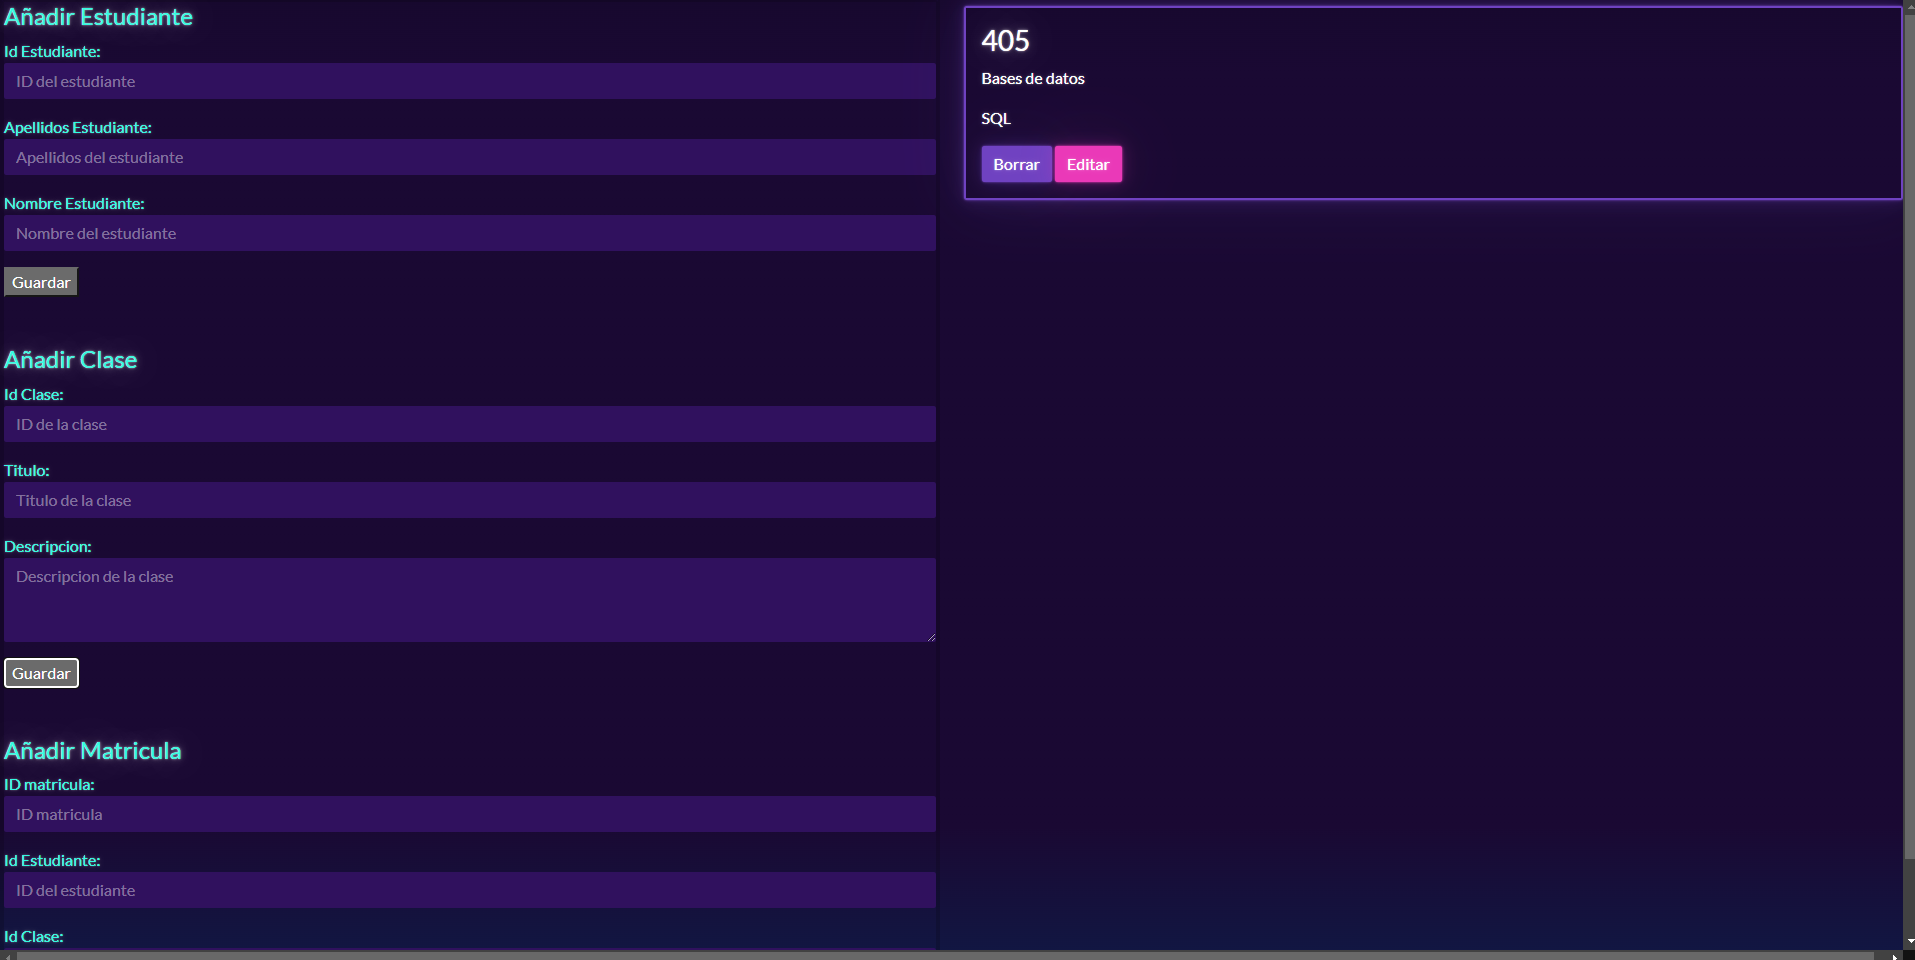 Añadir Estudiante
Id Estudiante:
ID del estudiante
Apellidos Estudiante:
Apellidos del estudiante
Nombre Estudiante:
Nombre del estudiante
Guardar
Añadir Clase
Id Clase:
ID de la clase
Titulo:
Titulo de la clase
Descripcion:
Descripcion de la clase
Guardar
Añadir Matricula
ID matricula:
ID matricula
Id Estudiante:
ID del estudiante
Id Clase:
405
Bases de datos
SQL
Borrar Editar